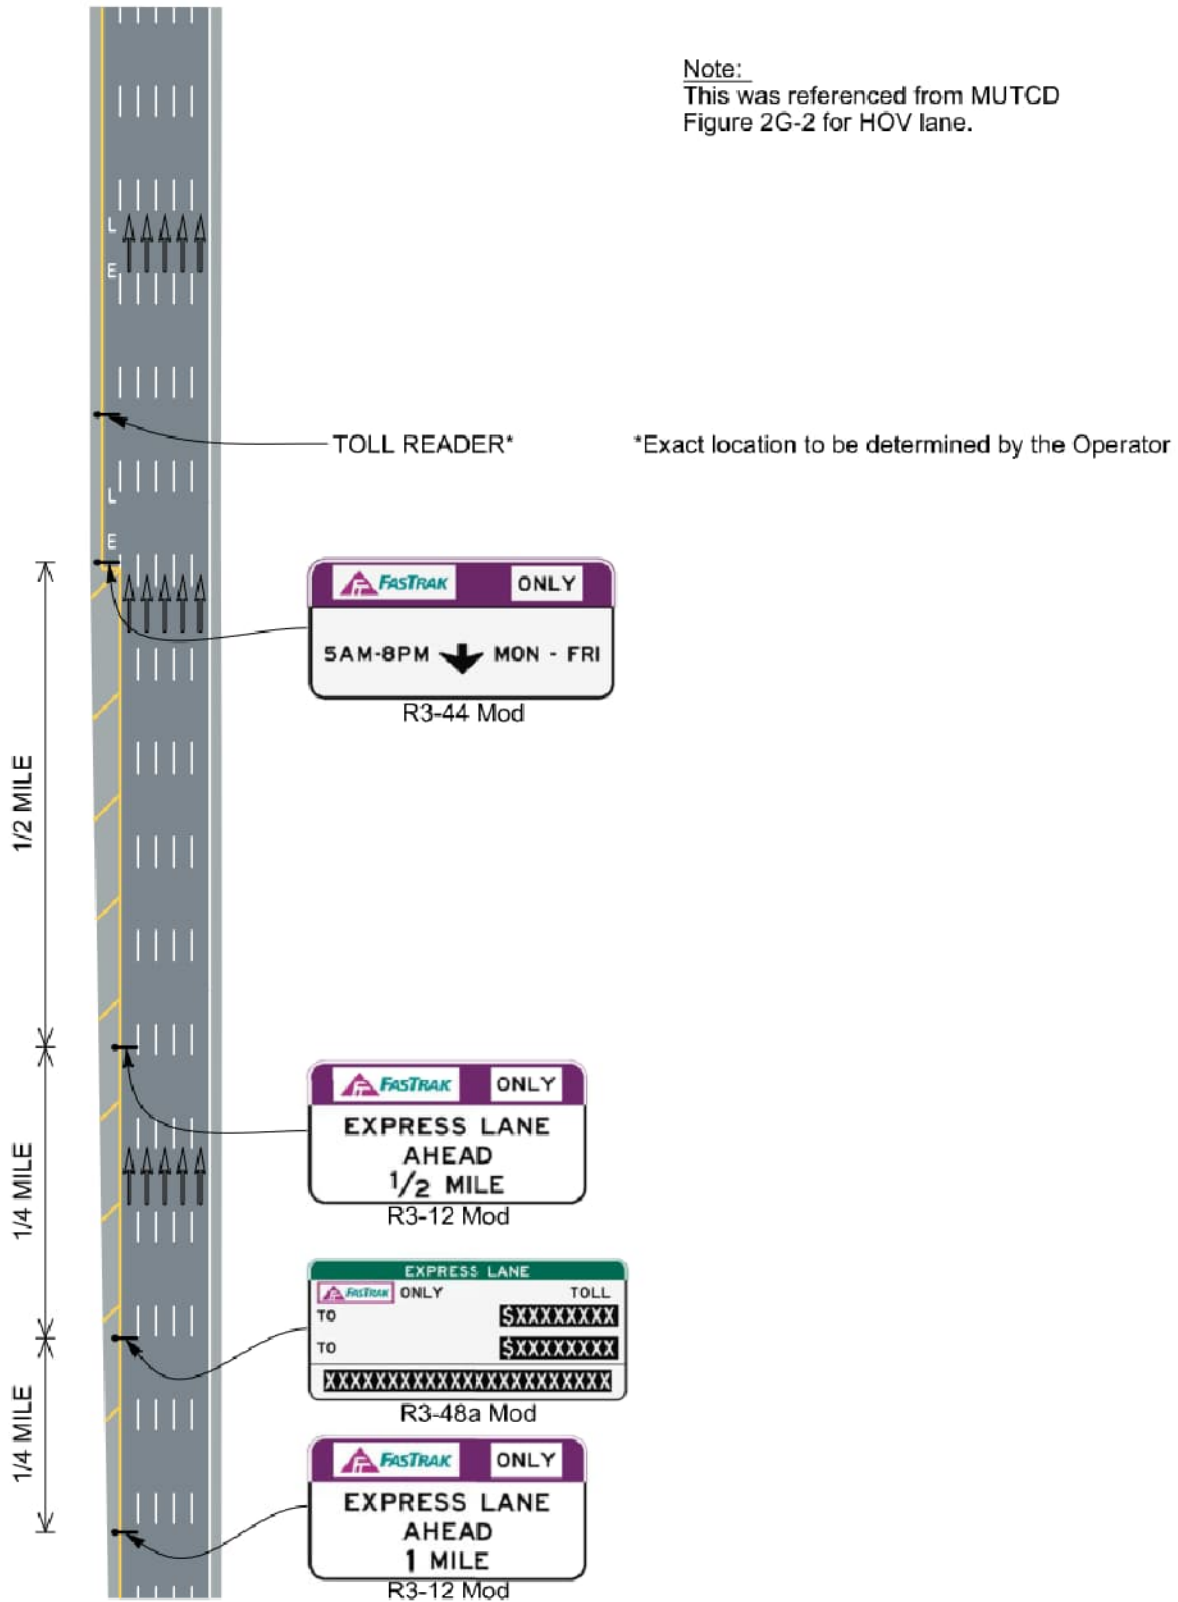 Note:
This was referenced from MUTCD
Figure 2G-2 for HOV lane.
L
E
TOLL READER*
*Exact location to be determined by the Operator
L
E
FASTRAK ONLY
5AM-8PM MON - FRI
R3-44 Mod
1/2 MILE
FASTRAK ONLY
EXPRESS LANE
AHEAD
1/2 MILE
R3-12 Mod
1/4 MILE
EXPRESS LANE
FASTRAK ONLY TOLL
TO $XXXXXXXX
TO $XXXXXXXX
XXXXXXXXXXXXXXXXXXXXXXX
R3-48a Mod
1/4 MILE
FASTRAK ONLY
EXPRESS LANE
AHEAD
1 MILE
R3-12 Mod